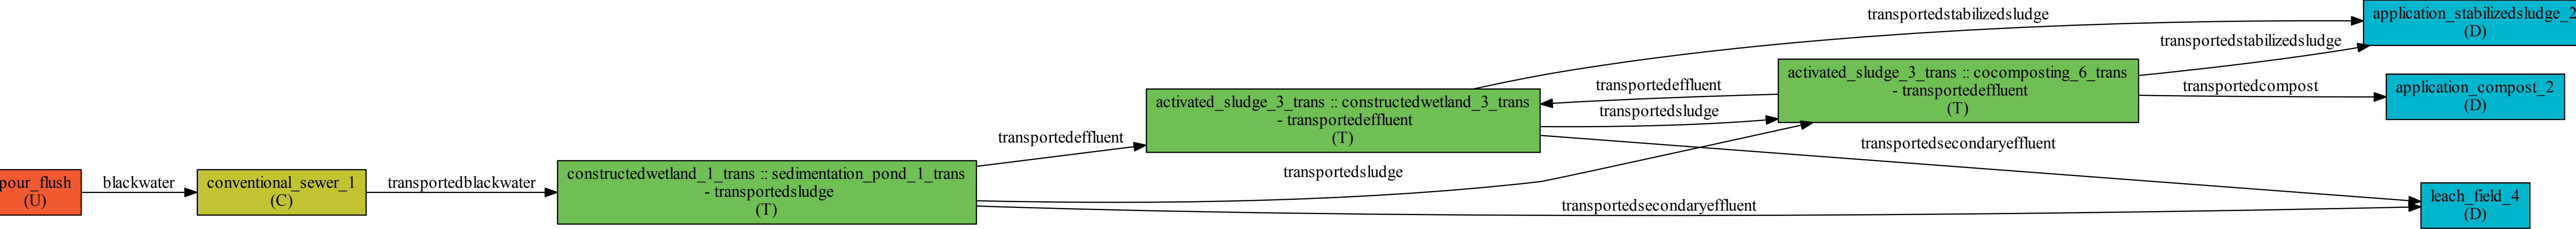 pour_flush
(U)
blackwater
conventional_sewer_1
(C)
transportedblackwater
constructedwetland_1_trans :: sedimentation_pond_1_trans
- transportedsludge
(T)
transportedeffluent
transportedsludge
transportedsecondaryeffluent
activated_sludge_3_trans :: constructedwetland_3_trans
- transportedeffluent
(T)
transportedstabilizedsludge
transportedeffluent
transportedsludge
transportedsecondaryeffluent
activated_sludge_3_trans :: cocomposting_6_trans
- transportedeffluent
(T)
transportedstabilizedsludge
transportedcompost
application_stabilizedsludge_2
(D)
application_compost_2
(D)
leach_field_4
(D)